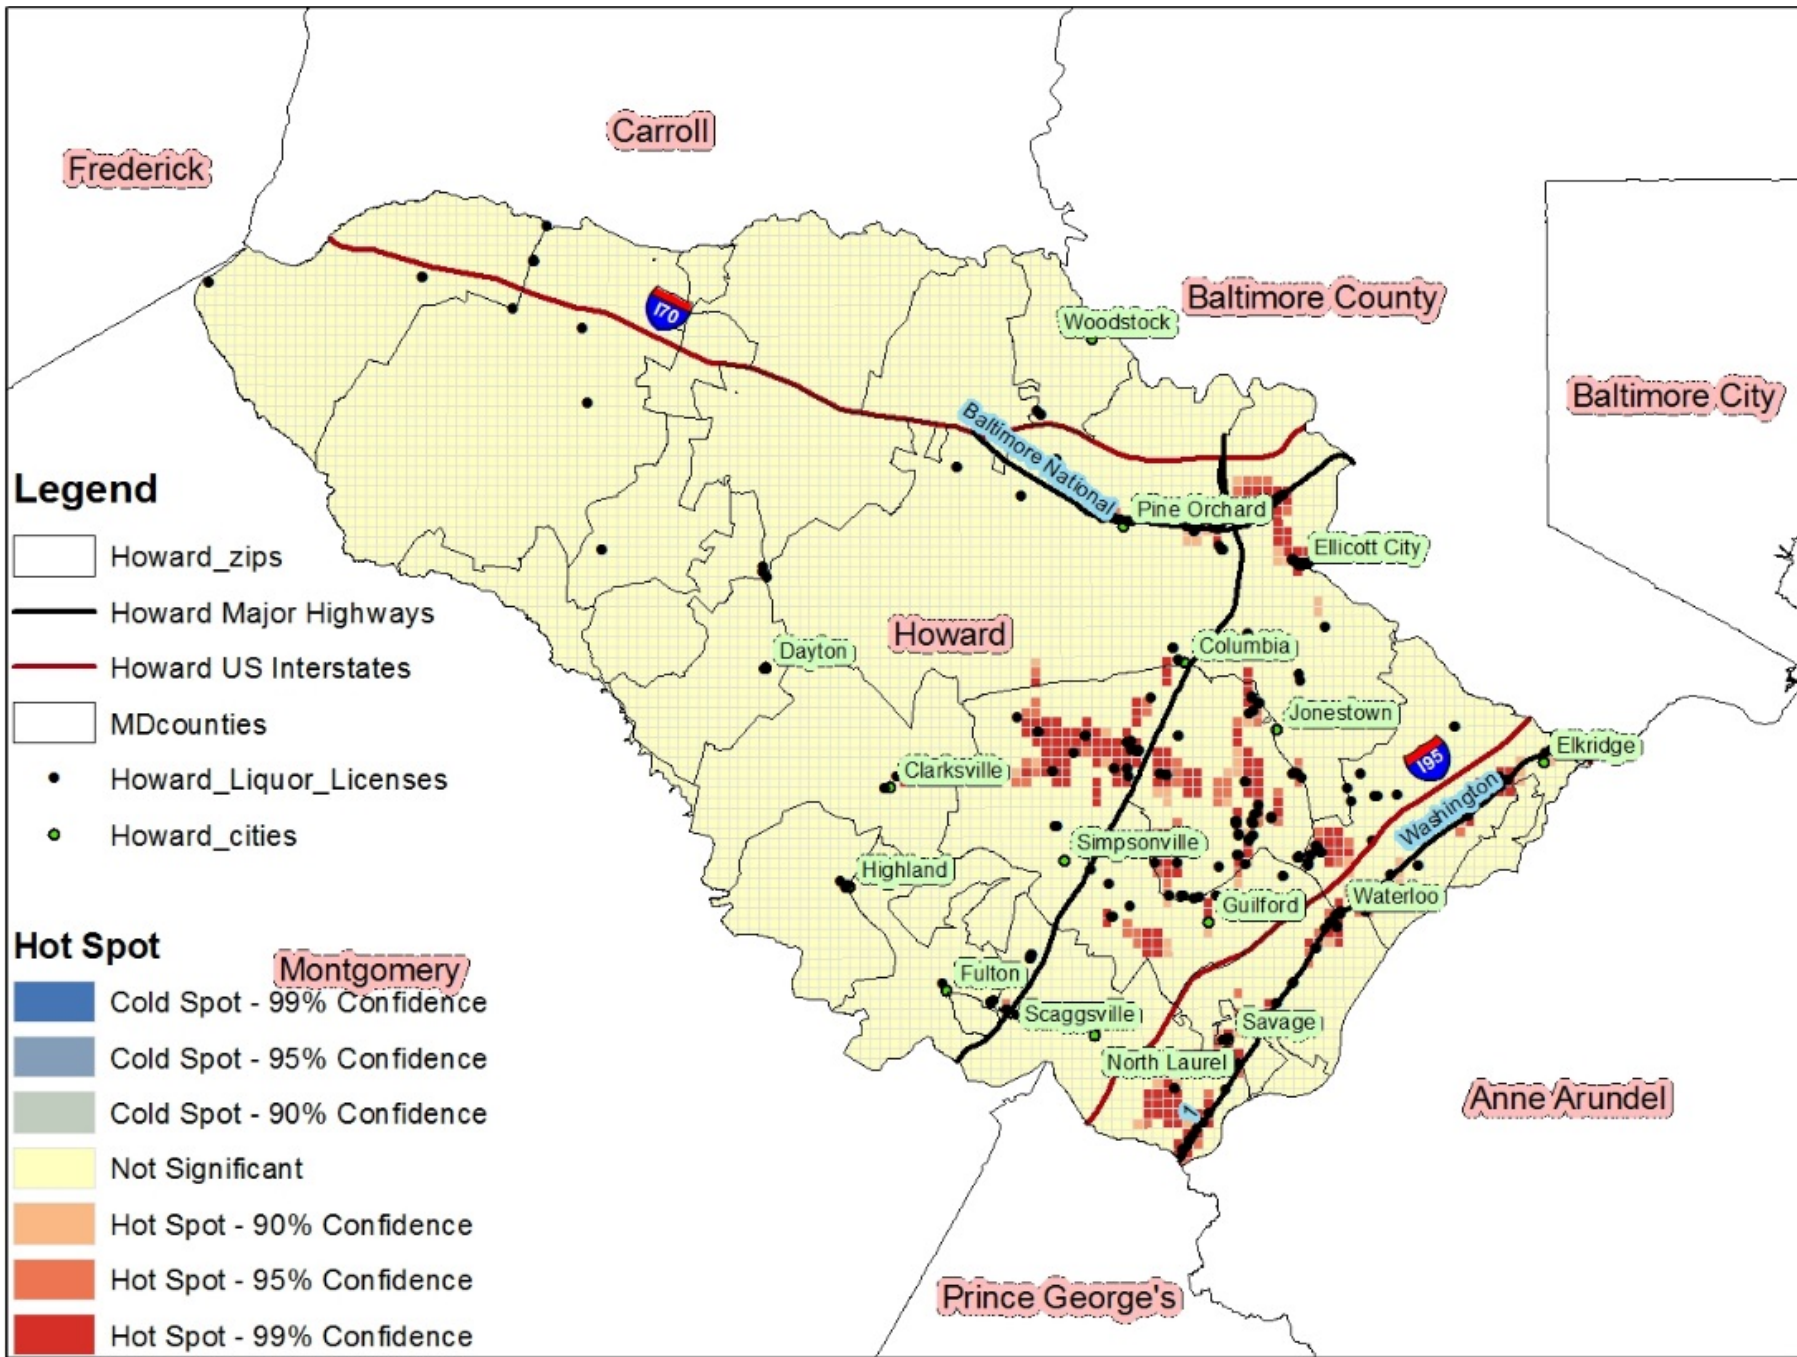 Carroll
Frederick
Baltimore County
I70
Woodstock
Baltimore City
Baltimore National
Legend
Pine Orchard
Ellicott City
Howard_zips
Howard Major Highways
Howard
Columbia
Dayton
Howard US Interstates
Jonestown
MDcounties
Elkridge
I95
Clarksville
Howard_Liquor_Licenses
Washington
Howard_cities
Simpsonville
Highland
Waterloo
Guilford
Hot Spot
Montgomery
Fulton
Cold Spot - 99% Confidence
Scaggsville
Savage
Cold Spot - 95% Confidence
North Laurel
Anne Arundel
1
Cold Spot - 90% Confidence
Not Significant
Hot Spot - 90% Confidence
Hot Spot - 95% Confidence
Prince George's
Hot Spot - 99% Confidence